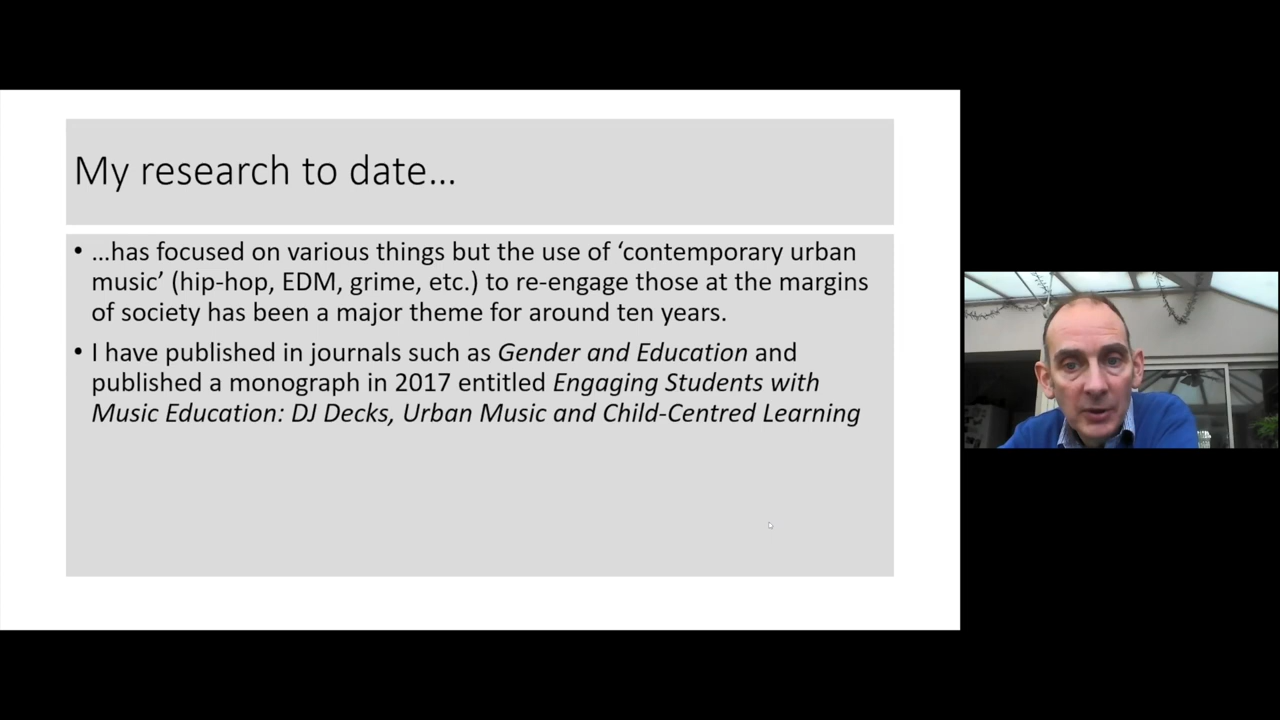 My research to date…
• …has focused on various things but the use of ‘contemporary urban
music’ (hip-hop, EDM, grime, etc.) to re-engage those at the margins
of society has been a major theme for around ten years.
• I have published in journals such as Gender and Education and
published a monograph in 2017 entitled Engaging Students with
Music Education: DJ Decks, Urban Music and Child-Centred Learning